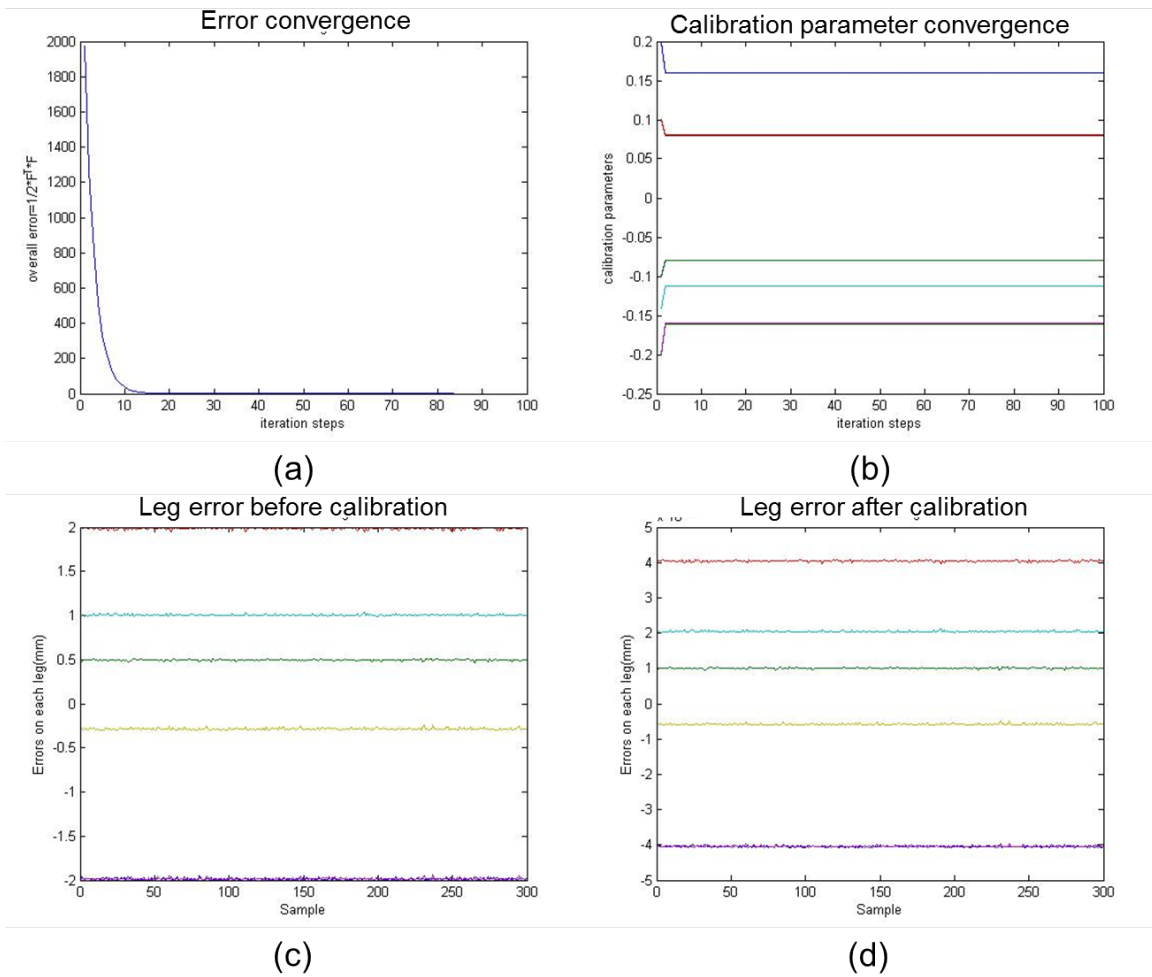 Error convergence
2000
1800
1600
1400
1200
1000
800
600
400
200
0
overall error=1/2*F^T*F
0 10 20 30 40 50 60 70 80 90 100
iteration steps
(a)
Calibration parameter convergence
0.2
0.15
0.1
0.05
0
-0.05
-0.1
-0.15
-0.2
-0.25
calibration parameters
0 10 20 30 40 50 60 70 80 90 100
iteration steps
(b)
Leg error before calibration
2
1.5
1
0.5
0
-0.5
-1
-1.5
-2
Errors on each leg(mm)
0 50 100 150 200 250 300
Sample
(c)
Leg error after calibration
5
4
3
2
1
0
-1
-2
-3
-4
-5
Errors on each leg(mm)
0 50 100 150 200 250 300
Sample
(d)